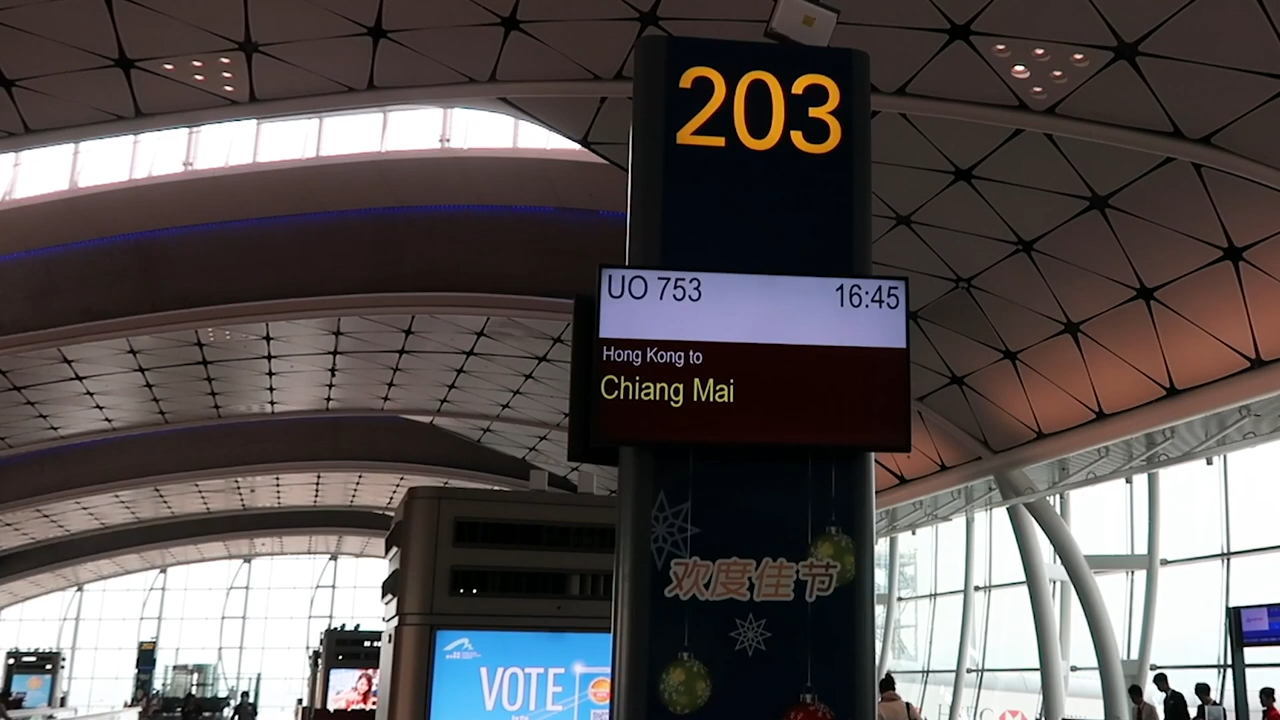 203
UO 753 16:45
Hong Kong to
Chiang Mai
欢度佳节
VOTE